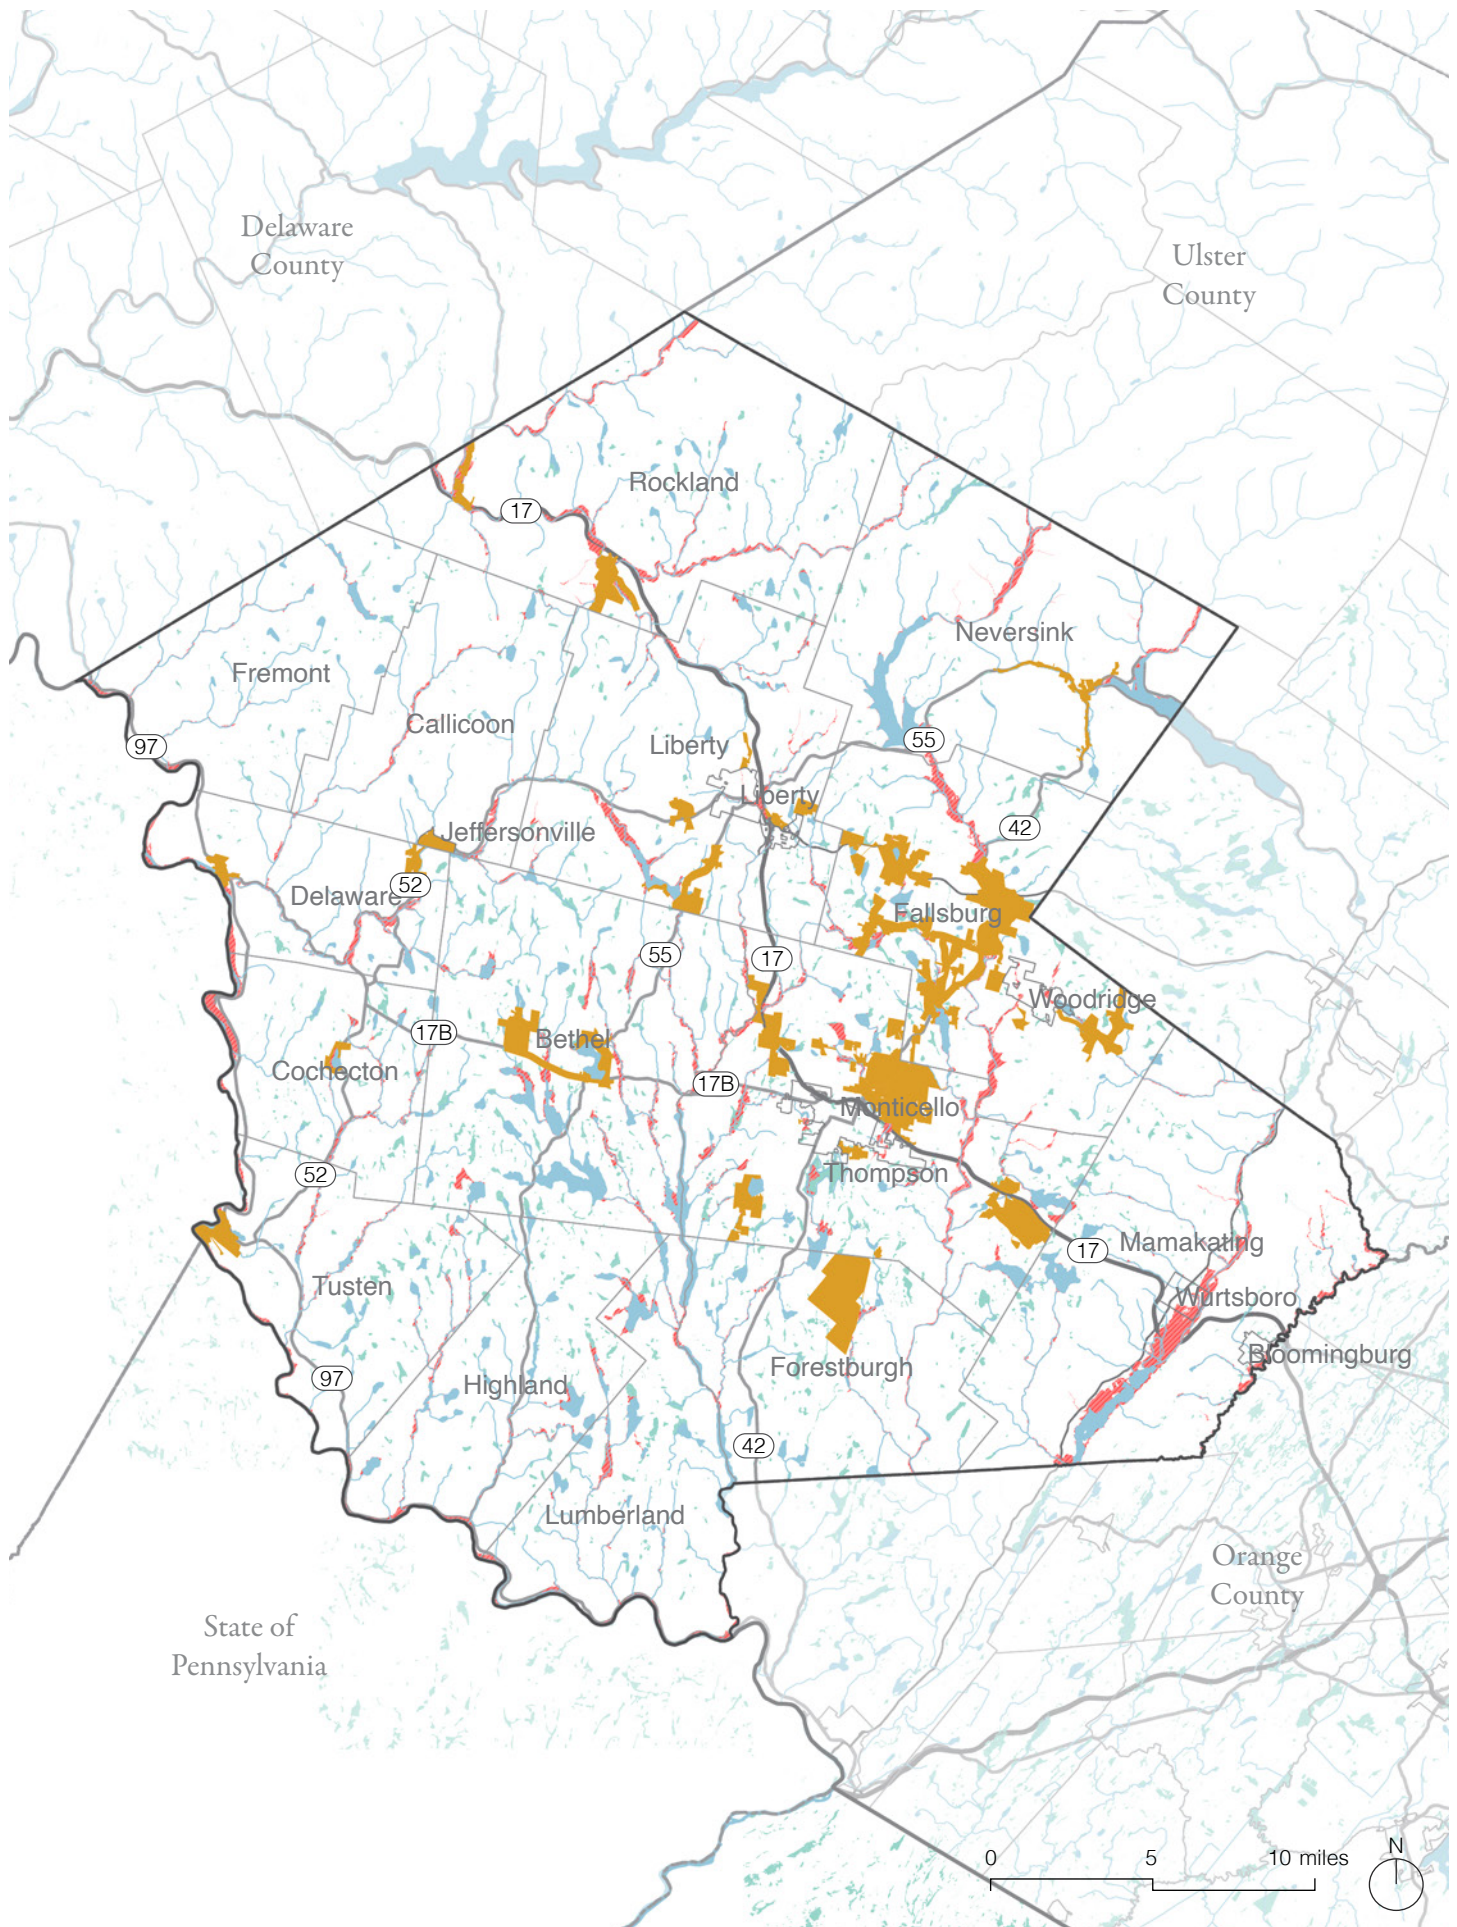 Delaware
County
Ulster
County
Rockland
17
Neversink
Fremont
Callicoon
97
Liberty
55
Liberty
42
Jeffersonville
52
Delaware
Fallsburg
55
17
Woodridge
17B
Bethel
Cochecton
17B
Monticello
52
Thompson
17
Mamakating
Tusten
Wurtsboro
Bloomingburg
97
Highland
Forestburgh
42
Lumberland
Orange
County
State of
Pennsylvania
N
0 5 10 miles